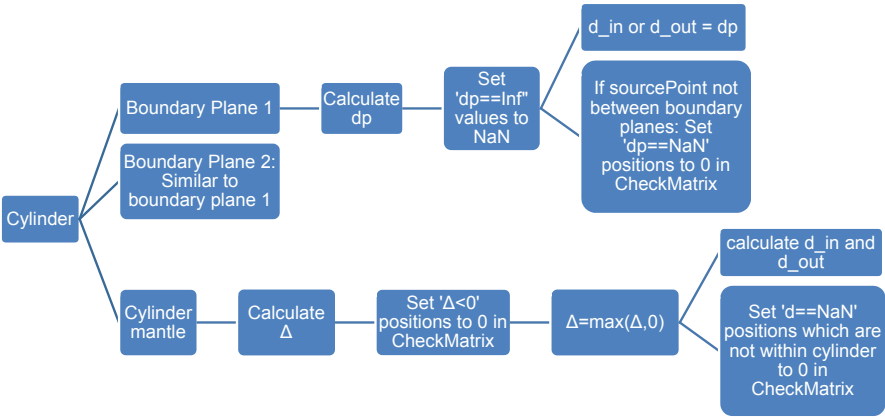 Cylinder
Boundary Plane 1
Calculate
dp
Set
'dp==Inf"
values to
NaN
d_in or d_out = dp
If sourcePoint not
between boundary
planes: Set
'dp==NaN'
positions to 0 in
CheckMatrix
Boundary Plane 2:
Similar to
boundary plane 1
Cylinder
mantle
Calculate
Δ
Set 'Δ<0'
positions to 0 in
CheckMatrix
Δ=max(Δ,0)
calculate d_in and
d_out
Set 'd==NaN'
positions which are
not within cylinder
to 0 in
CheckMatrix